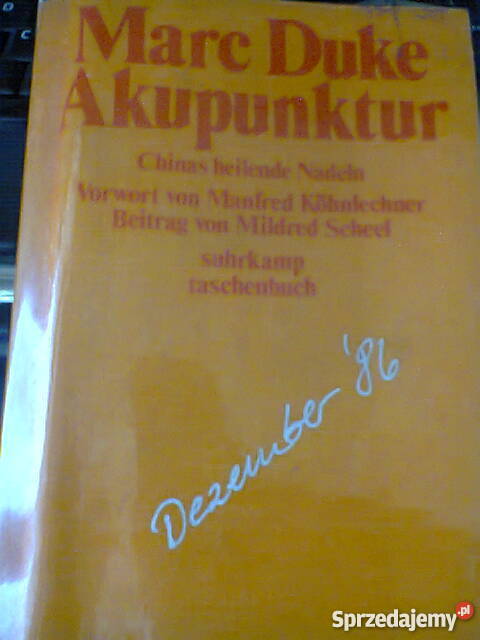 Marc Duke
Akupunktur
Chinas heilende Nadeln
Vorwort von Manfred Köhnlechner
Beitrag von Mildred Scheel
suhrkamp
taschenbuch
Dezember '86
Sprzedajemy.pl